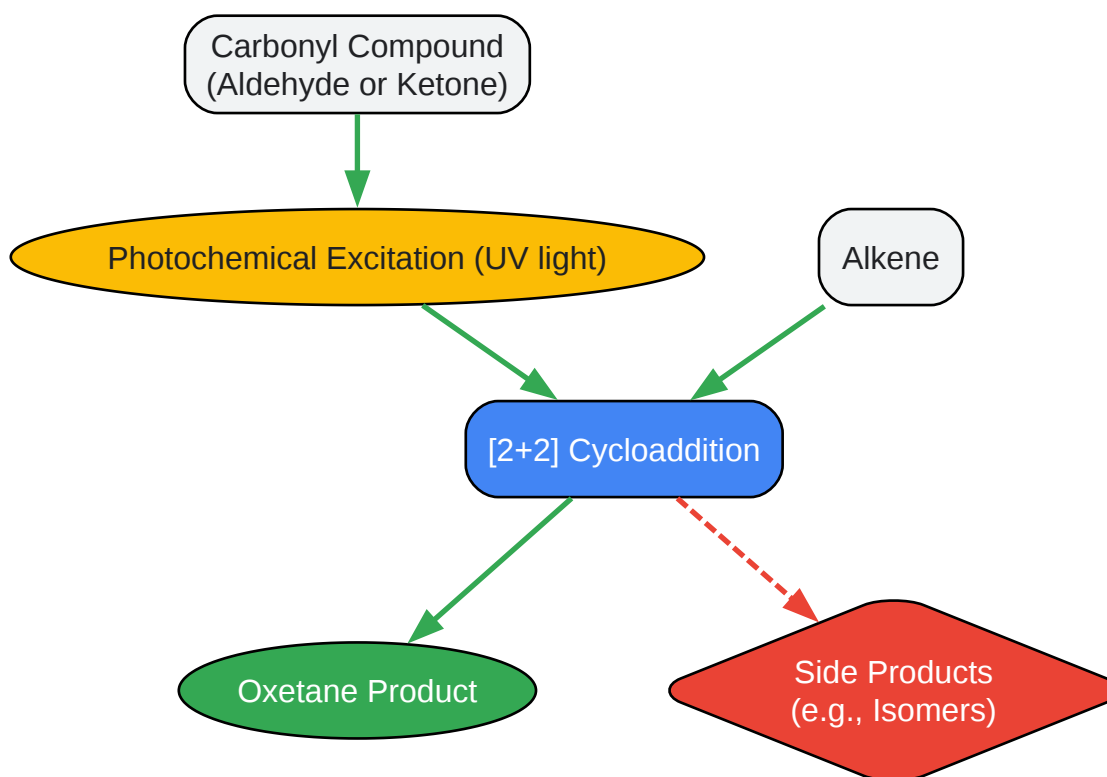 Carbonyl Compound
(Aldehyde or Ketone)
Photochemical Excitation (UV light)
Alkene
[2+2] Cycloaddition
Oxetane Product
Side Products
(e.g., Isomers)